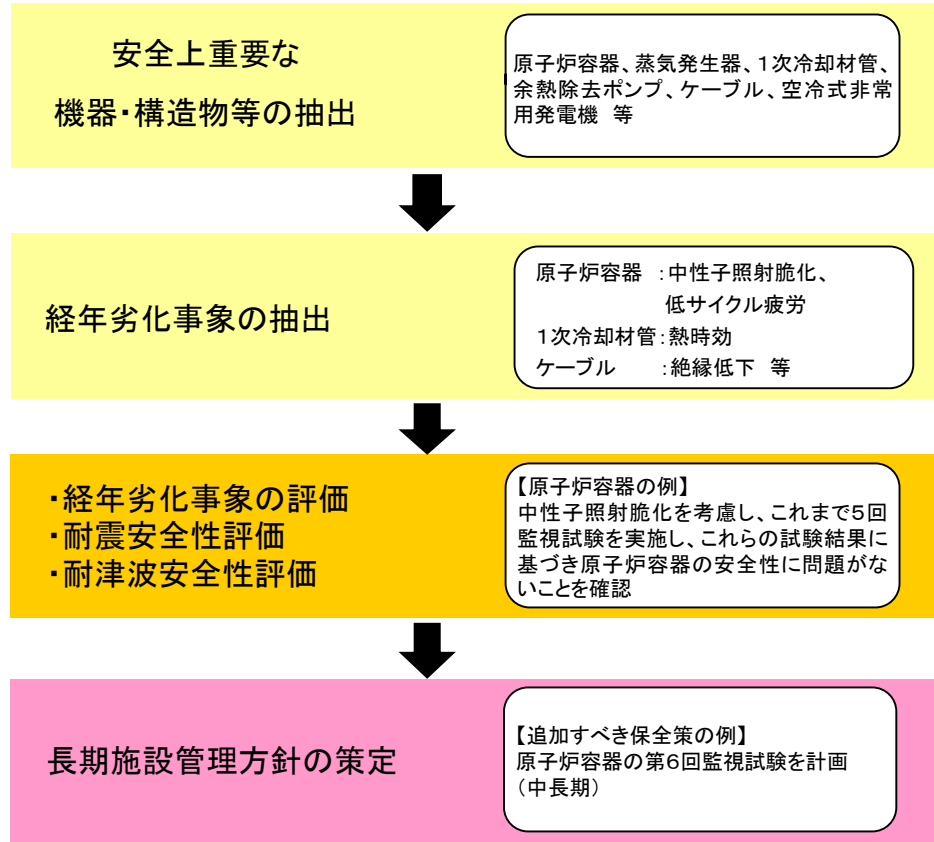 安全上重要な
機器・構造物等の抽出
原子炉容器、蒸気発生器、1次冷却材管、
余熱除去ポンプ、ケーブル、空冷式非常
用発電機 等
経年劣化事象の抽出
原子炉容器 :中性子照射脆化、
低サイクル疲労
1次冷却材管:熱時効
ケーブル :絶縁低下 等
・経年劣化事象の評価
・耐震安全性評価
・耐津波安全性評価
【原子炉容器の例】
中性子照射脆化を考慮し、これまで5回
監視試験を実施し、これらの試験結果に
基づき原子炉容器の安全性に問題がな
いことを確認
長期施設管理方針の策定
【追加すべき保全策の例】
原子炉容器の第6回監視試験を計画
(中長期)